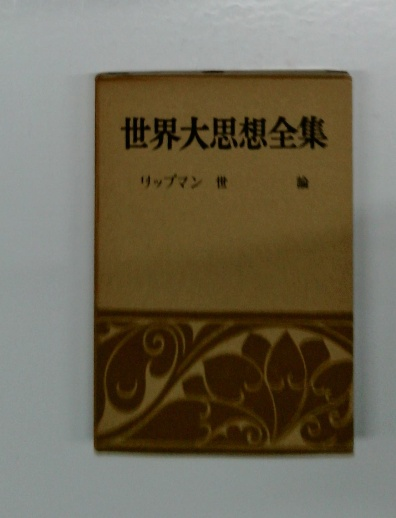 世界大思想全集
リップマン 世 論